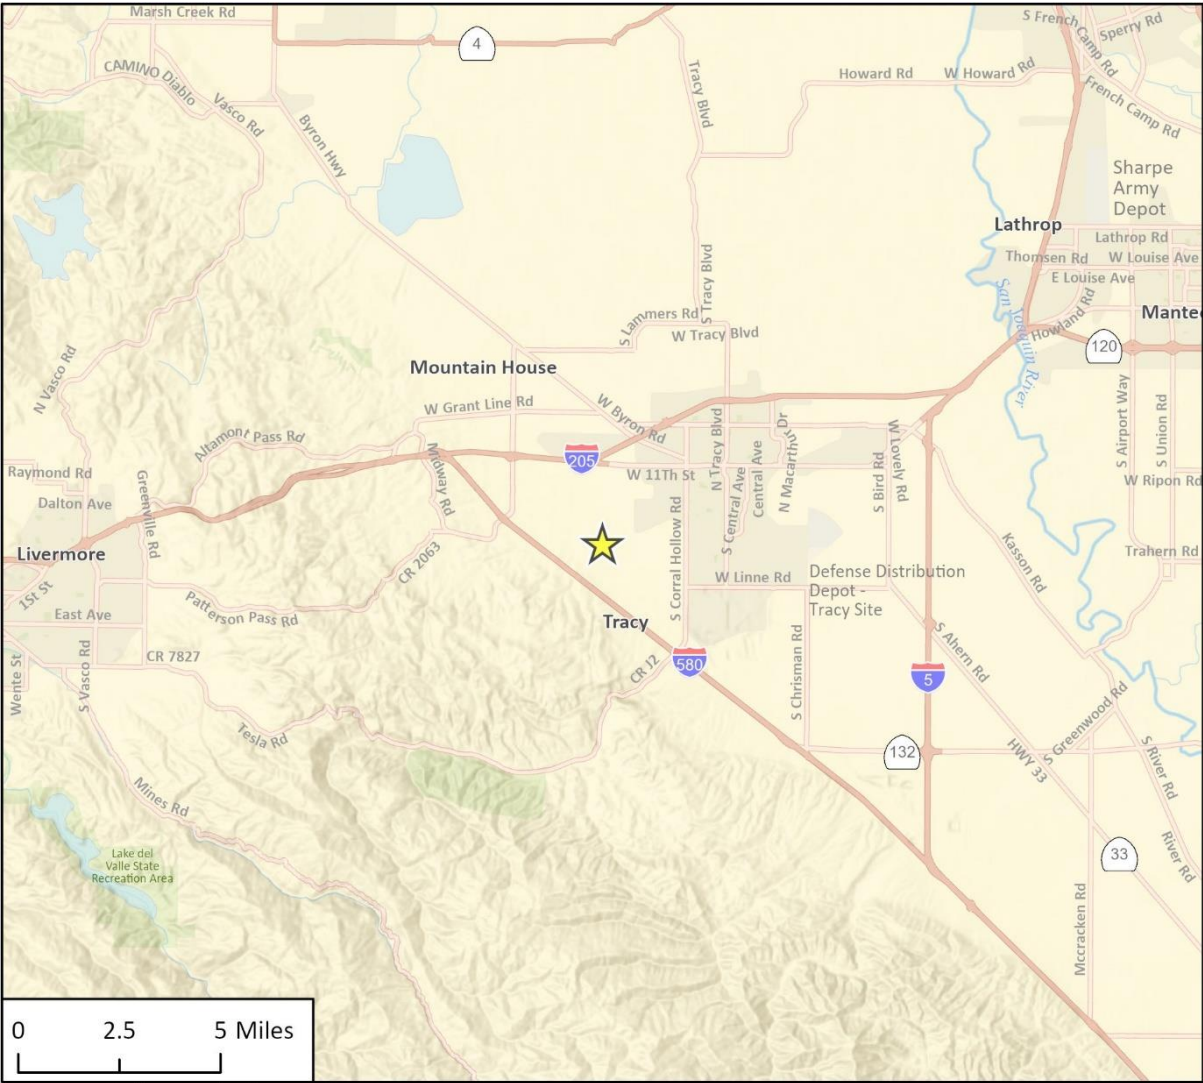 Marsh Creek Rd
S French Camp Rd
Sperry Rd
4
CAMINO Diablo
Vasco Rd
Byron Hwy
Tracy Blvd
Howard Rd
W Howard Rd
French Camp Rd
Sharpe
Army
Depot
Lathrop
Lathrop Rd
Thomsen Rd
W Louise Ave
E Louise Ave
San Joaquin River
Howland Rd
Mantec
120
S Tracy Blvd
S Lammers Rd
W Tracy Blvd
N Vasco Rd
Mountain House
W Grant Line Rd
W Byron Rd
Altamont Pass Rd
Midway Rd
205
W 11Th St
N Tracy Blvd
S Central Ave
Central Ave
N Macarthur Dr
S Bird Rd
W Lovely Rd
S Airport Way
S Union Rd
W Ripon Rd
Raymond Rd
Dalton Ave
Greenville Rd
Livermore
1St St
East Ave
Patterson Pass Rd
CR 2063
S Corral Hollow Rd
W Linne Rd
Defense Distribution
Depot -
Tracy Site
Kasson Rd
Trahern Rd
Tracy
CR 7827
Wente St
S Vasco Rd
Tesla Rd
CR 12
580
S Chrisman Rd
5
S Ahern Rd
S Greenwood Rd
132
HWY 33
S River Rd
River Rd
33
Mccracken Rd
Mines Rd
Lake del
Valle State
Recreation Area
0 2.5 5 Miles